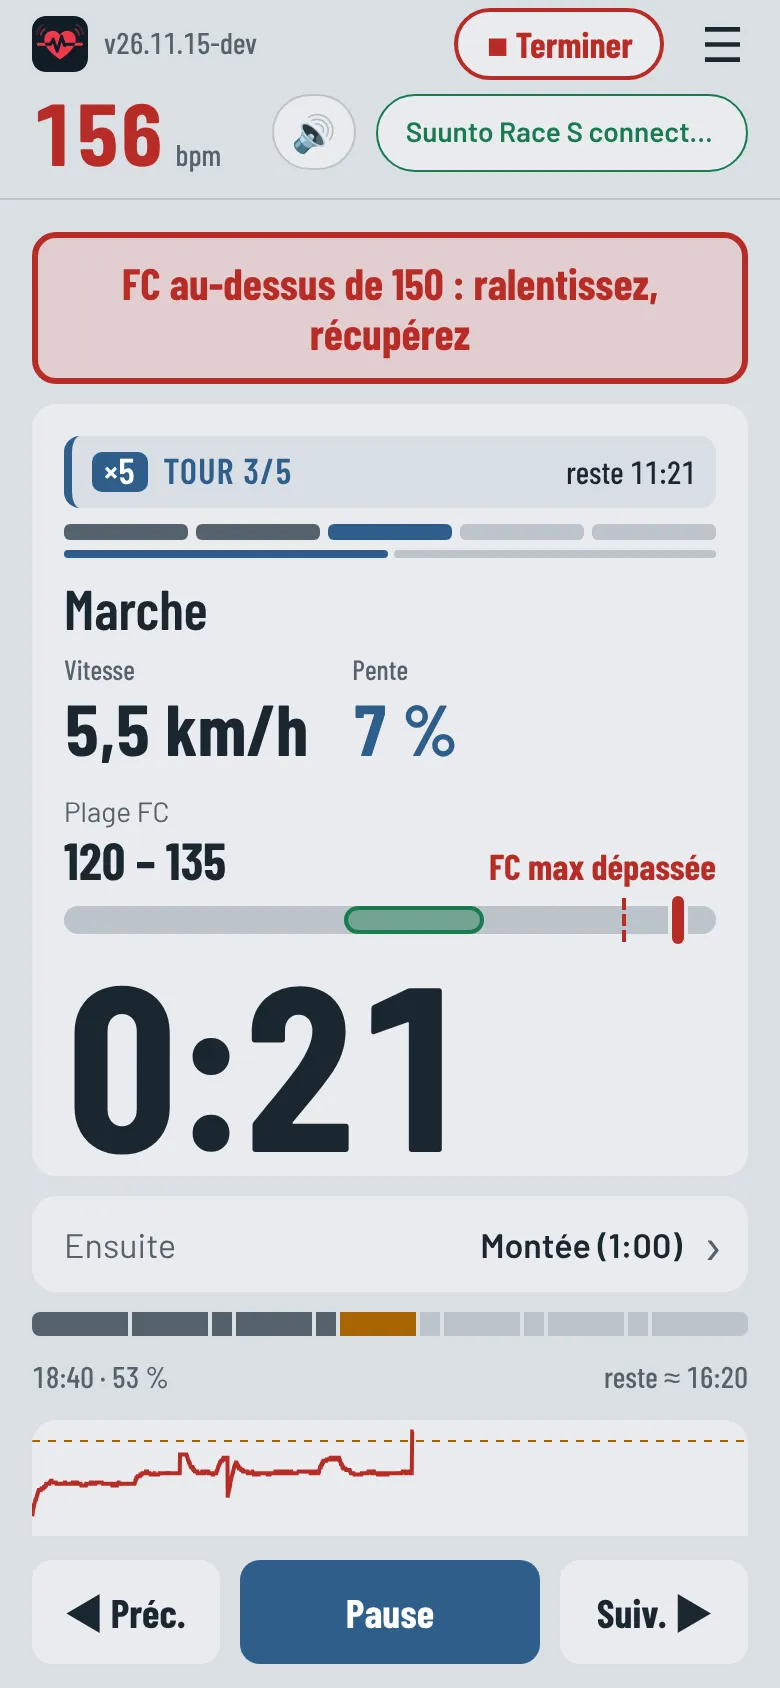 v26.11.15-dev
■ Terminer
☰
156 bpm
Suunto Race S connect...
FC au-dessus de 150 : ralentissez,
récupérez
×5 TOUR 3/5
reste 11:21
Marche
Vitesse
Pente
5,5 km/h
7 %
Plage FC
120 – 135
FC max dépassée
0:21
Ensuite
Montée (1:00) ›
18:40 · 53 %
reste ≈ 16:20
◀ Préc.
Pause
Suiv. ▶